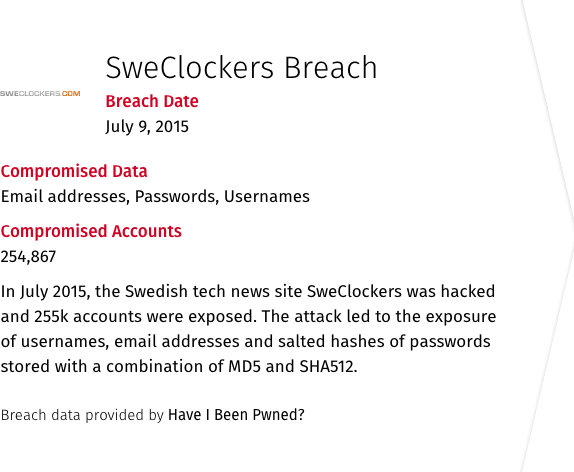 SweClockers Breach
SWECLOCKERS.COM
Breach Date
July 9, 2015
Compromised Data
Email addresses, Passwords, Usernames
Compromised Accounts
254,867
In July 2015, the Swedish tech news site SweClockers was hacked
and 255k accounts were exposed. The attack led to the exposure
of usernames, email addresses and salted hashes of passwords
stored with a combination of MD5 and SHA512.
Breach data provided by Have I Been Pwned?